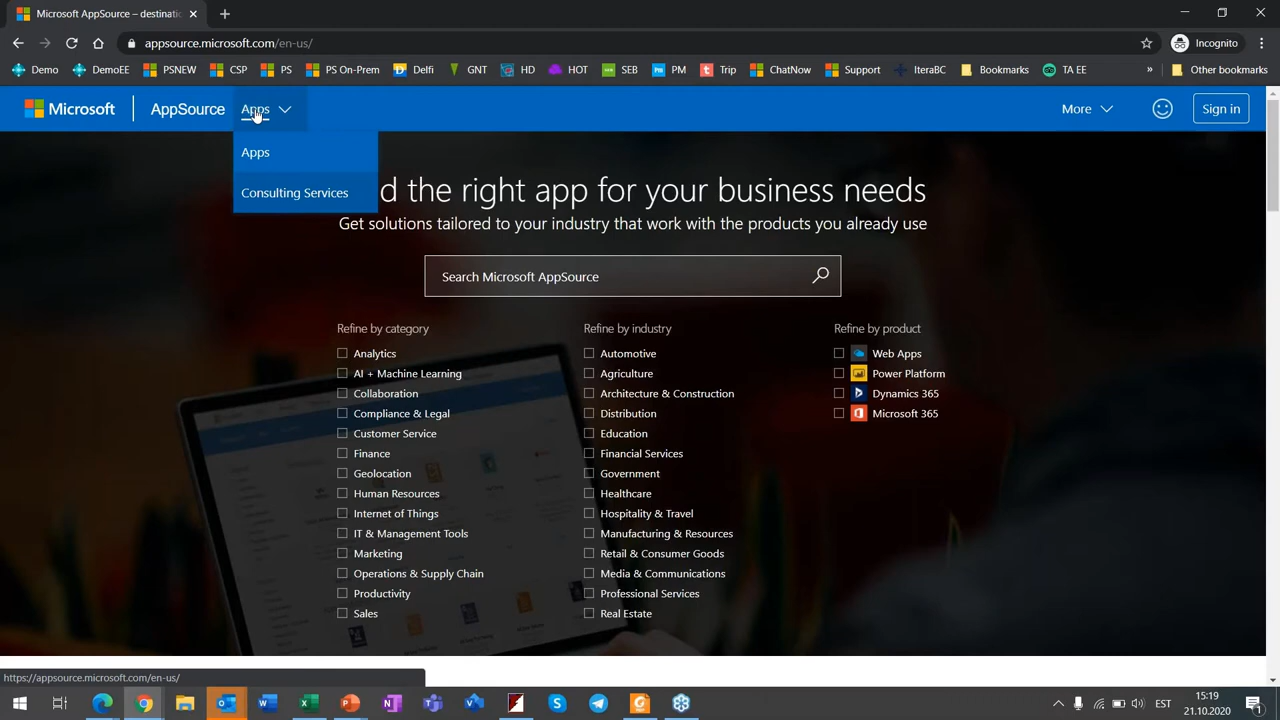 Microsoft AppSource – destinati
appsource.microsoft.com/en-us/
Incognito
Demo
DemoEE
PSNEW
CSP
PS
PS On-Prem
Delfi
GNT
HD
HOT
SEB
PM
Trip
ChatNow
Support
IteraBC
Bookmarks
TA EE
»
Other bookmarks
Microsoft
AppSource
Apps
More
Sign in
Apps
Consulting Services
d the right app for your business needs
Get solutions tailored to your industry that work with the products you already use
Search Microsoft AppSource
Refine by category
Analytics
AI + Machine Learning
Collaboration
Compliance & Legal
Customer Service
Finance
Geolocation
Human Resources
Internet of Things
IT & Management Tools
Marketing
Operations & Supply Chain
Productivity
Sales
Refine by industry
Automotive
Agriculture
Architecture & Construction
Distribution
Education
Financial Services
Government
Healthcare
Hospitality & Travel
Manufacturing & Resources
Retail & Consumer Goods
Media & Communications
Professional Services
Real Estate
Refine by product
Web Apps
Power Platform
Dynamics 365
Microsoft 365
https://appsource.microsoft.com/en-us/
EST
15:19
21.10.2020